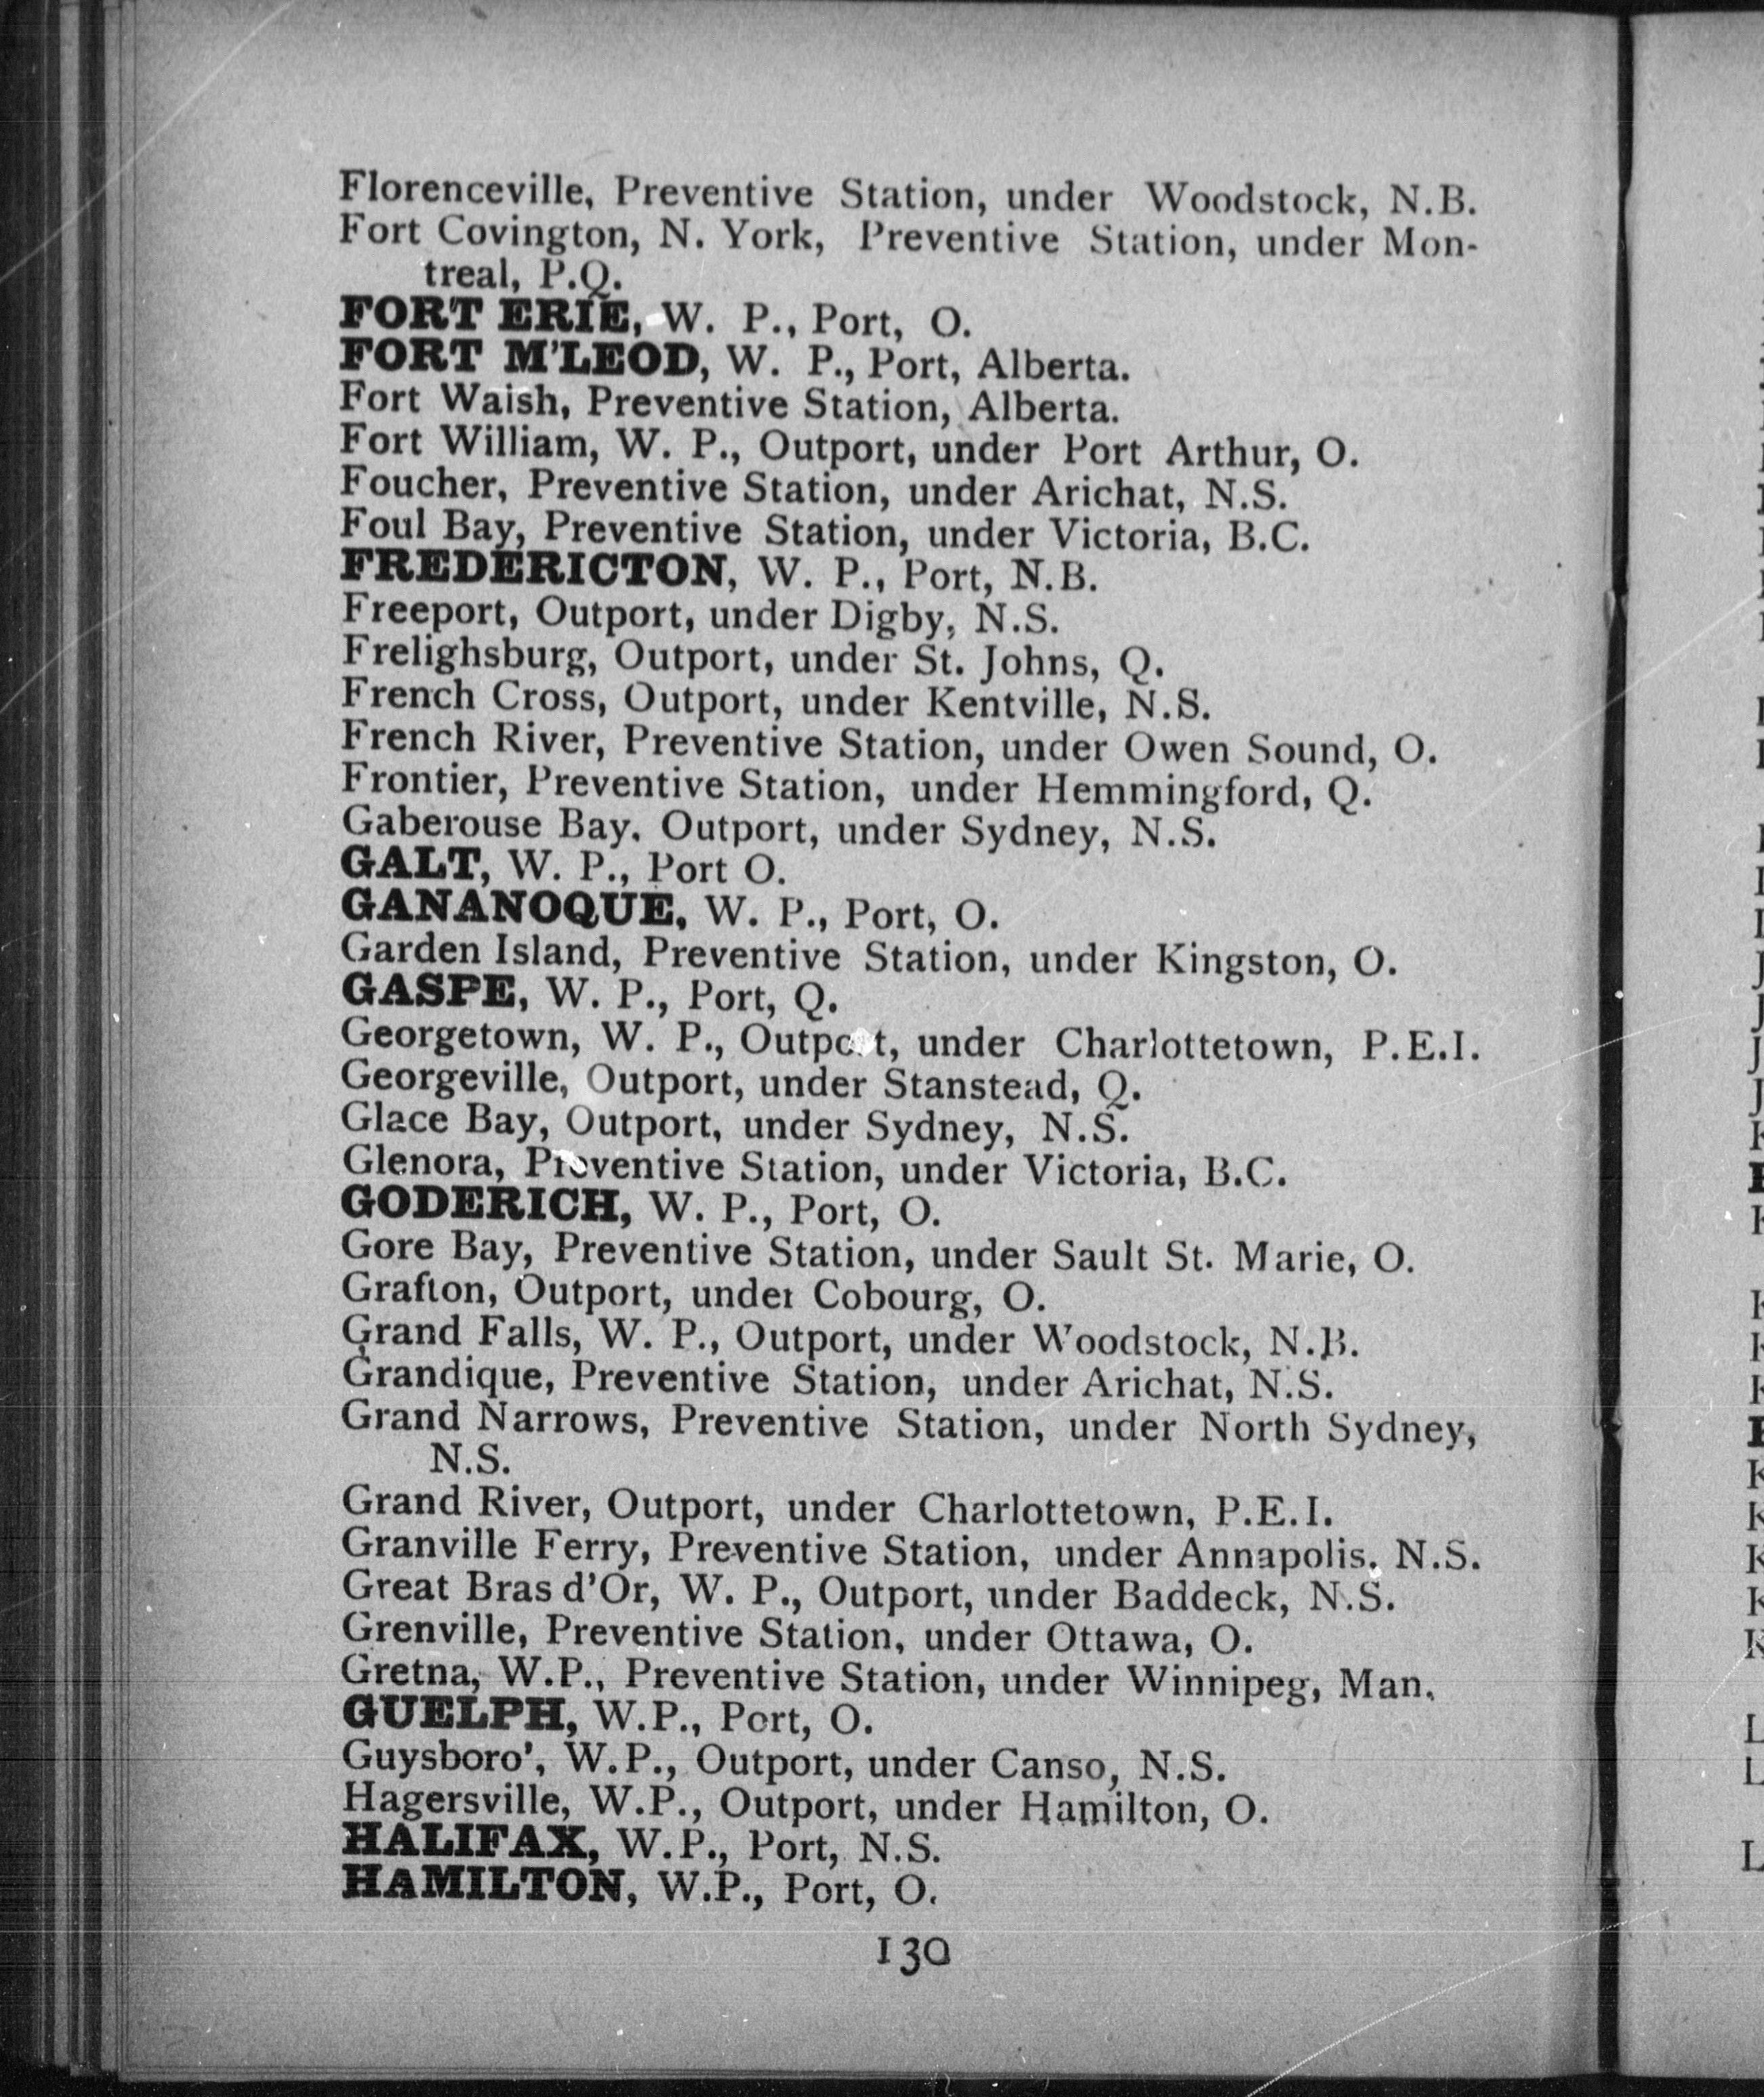 Florenceville, Preventive Station, under Woodstock, N.B.
Fort Covington, N. York, Preventive Station, under Mon-
treal, P.Q.
FORT ERIE, W. P., Port, O.
FORT M'LEOD, W. P., Port, Alberta.
Fort Waish, Preventive Station, Alberta.
Fort William, W. P., Outport, under Port Arthur, O.
Foucher, Preventive Station, under Arichat, N.S.
Foul Bay, Preventive Station, under Victoria, B.C.
FREDERICTON, W. P., Port, N.B.
Freeport, Outport, under Digby, N.S.
Frelighsburg, Outport, under St. Johns, Q.
French Cross, Outport, under Kentville, N.S.
French River, Preventive Station, under Owen Sound, O.
Frontier, Preventive Station, under Hemmingford, Q.
Gaberouse Bay, Outport, under Sydney, N.S.
GALT, W. P., Port O.
GANANOQUE, W. P., Port, O.
Garden Island, Preventive Station, under Kingston, O.
GASPE, W. P., Port, Q.
Georgetown, W. P., Outport, under Charlottetown, P.E.I.
Georgeville, Outport, under Stanstead, Q.
Glace Bay, Outport, under Sydney, N.S.
Glenora, Preventive Station, under Victoria, B.C.
GODERICH, W. P., Port, O.
Gore Bay, Preventive Station, under Sault St. Marie, O.
Grafton, Outport, under Cobourg, O.
Grand Falls, W. P., Outport, under Woodstock, N.B.
Grandique, Preventive Station, under Arichat, N.S.
Grand Narrows, Preventive Station, under North Sydney,
N.S.
Grand River, Outport, under Charlottetown, P.E.I.
Granville Ferry, Preventive Station, under Annapolis, N.S.
Great Bras d'Or, W. P., Outport, under Baddeck, N.S.
Grenville, Preventive Station, under Ottawa, O.
Gretna, W.P., Preventive Station, under Winnipeg, Man.
GUELPH, W.P., Port, O.
Guysboro', W.P., Outport, under Canso, N.S.
Hagersville, W.P., Outport, under Hamilton, O.
HALIFAX, W.P., Port, N.S.
HAMILTON, W.P., Port, O.
130